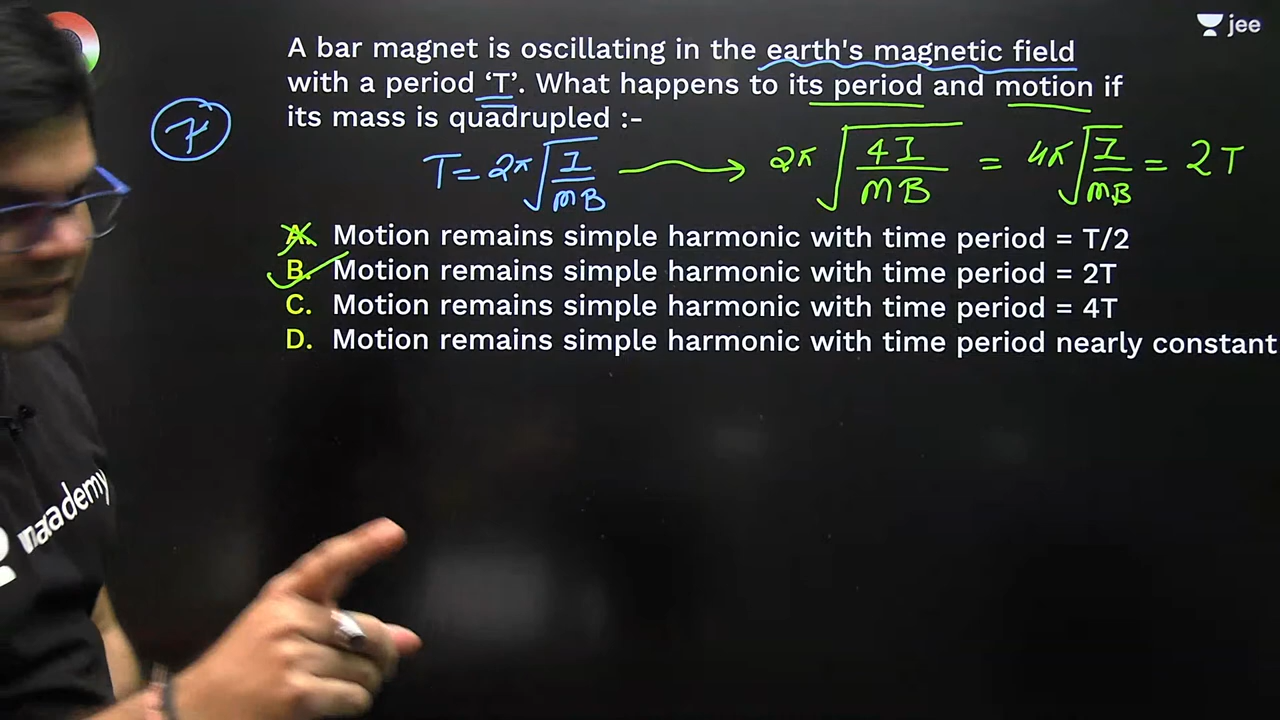 jee
A bar magnet is oscillating in the earth's magnetic field
with a period ‘T’. What happens to its period and motion if
its mass is quadrupled :-
7
T = 2π √(I/MB) → 2π √(4I/MB) = 4π √(I/MB) = 2T
A. Motion remains simple harmonic with time period = T/2
B. Motion remains simple harmonic with time period = 2T
C. Motion remains simple harmonic with time period = 4T
D. Motion remains simple harmonic with time period nearly constant